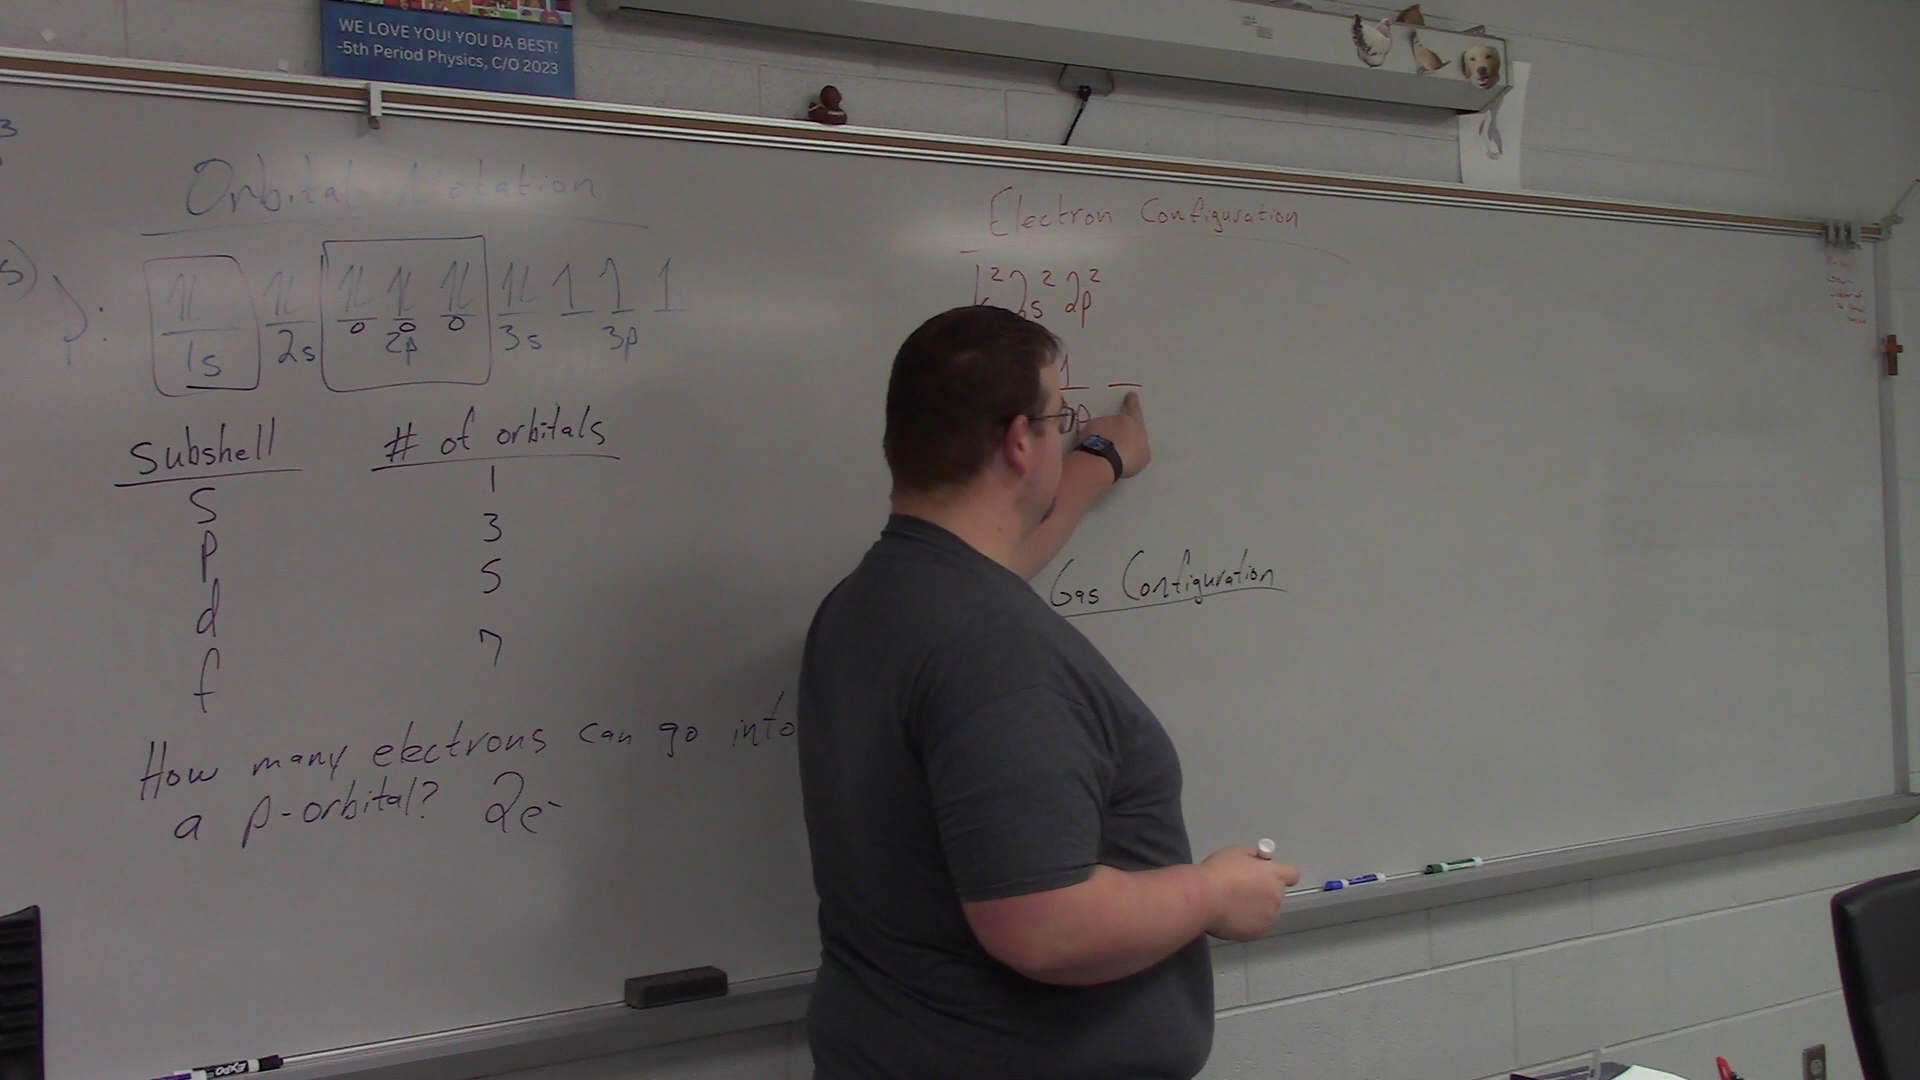 WE LOVE YOU! YOU DA BEST!
-5th Period Physics, C/O 2023
Orbital Notation
1s 2s 2p 3s 3p
Subshell # of orbitals
s 1
p 3
d 5
f 7
How many electrons can go into
a p-orbital? 2e⁻
Electron Configuration
2s² 2p²
Gas Configuration
EXPO